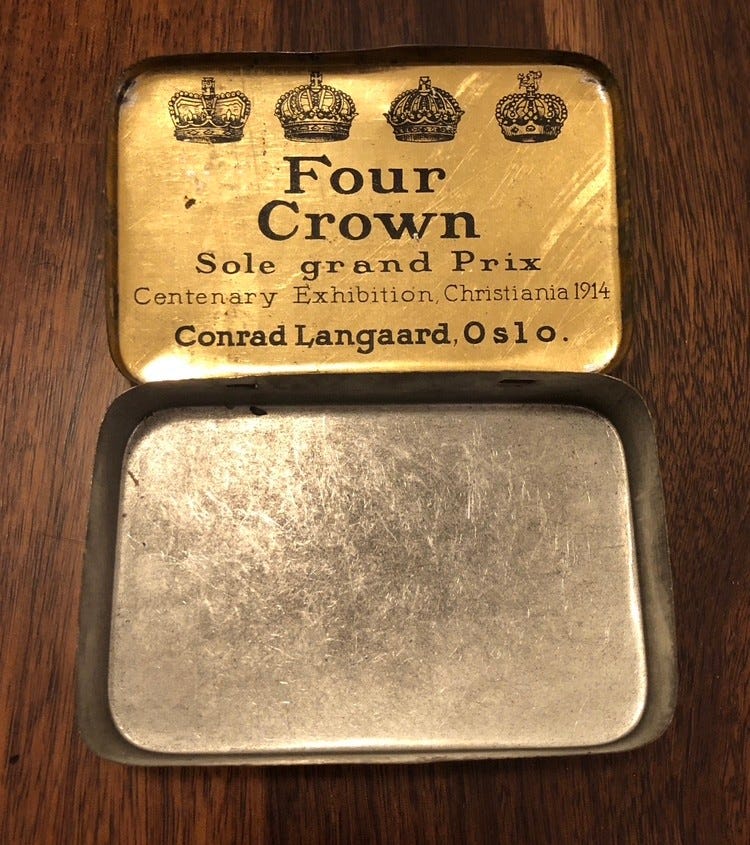 Four
Crown
Sole grand Prix
Centenary Exhibition, Christiania 1914
Conrad Langaard, Oslo.